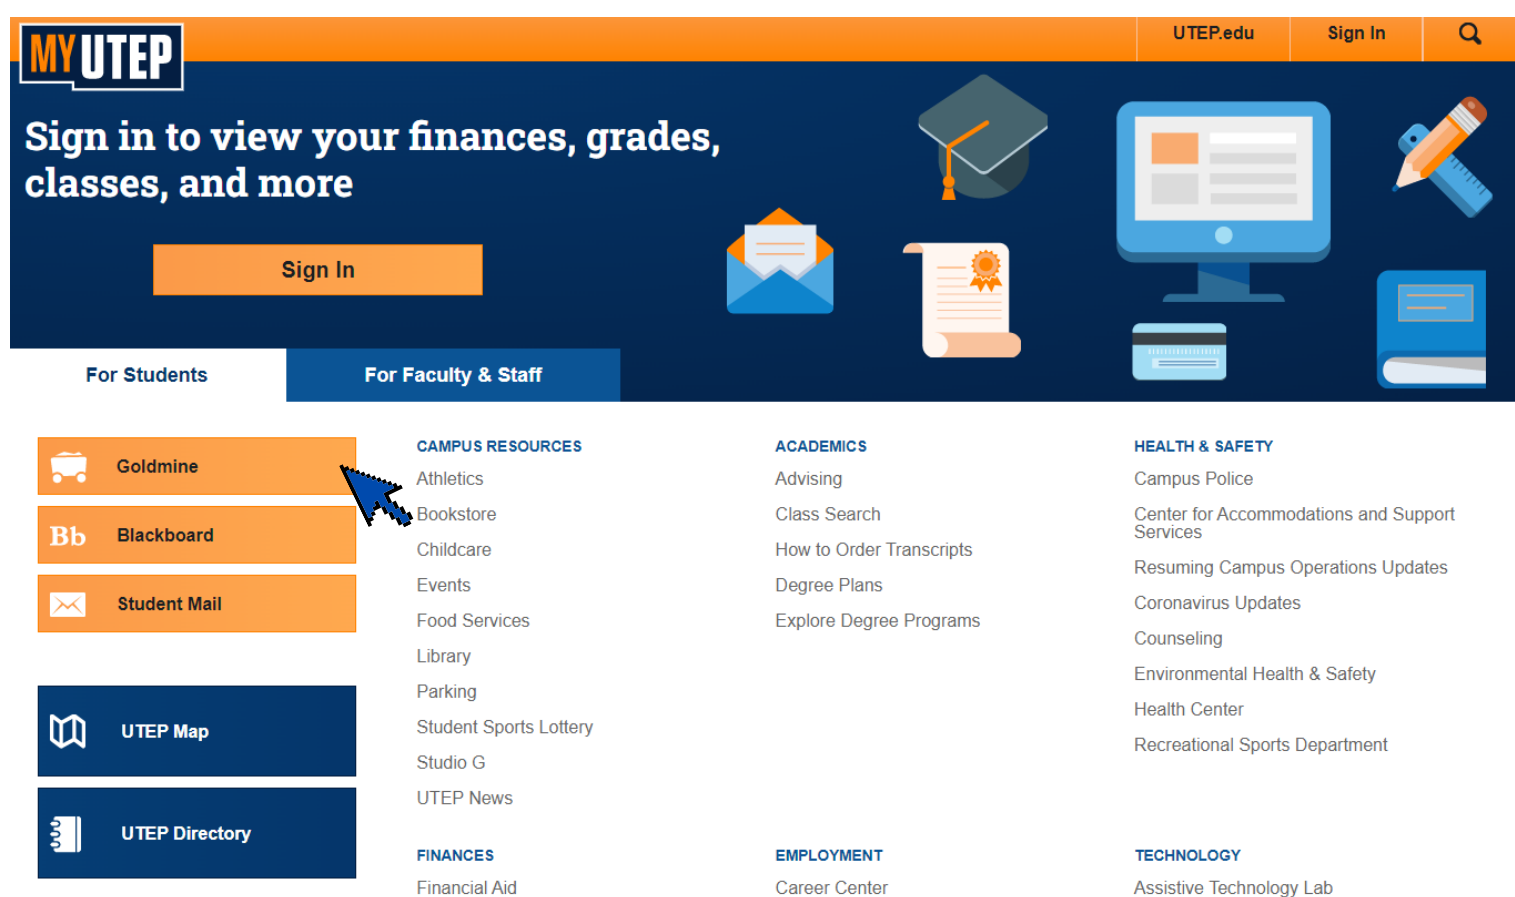 MYUTEP
UTEP.edu
Sign In
Sign in to view your finances, grades,
classes, and more
Sign In
For Students
For Faculty & Staff
Goldmine
Bb Blackboard
Student Mail
UTEP Map
UTEP Directory
CAMPUS RESOURCES
Athletics
Bookstore
Childcare
Events
Food Services
Library
Parking
Student Sports Lottery
Studio G
UTEP News
ACADEMICS
Advising
Class Search
How to Order Transcripts
Degree Plans
Explore Degree Programs
HEALTH & SAFETY
Campus Police
Center for Accommodations and Support
Services
Resuming Campus Operations Updates
Coronavirus Updates
Counseling
Environmental Health & Safety
Health Center
Recreational Sports Department
FINANCES
Financial Aid
EMPLOYMENT
Career Center
TECHNOLOGY
Assistive Technology Lab